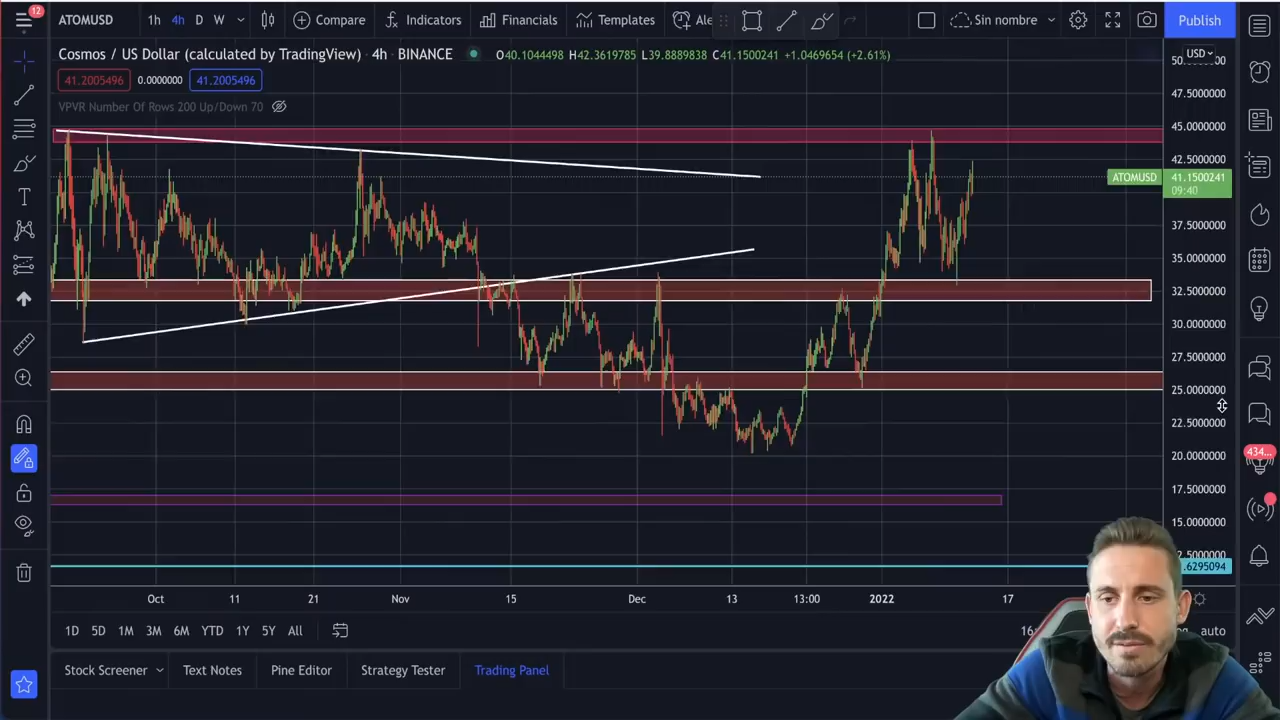 12
ATOMUSD
1h
4h
D
W
Compare
Indicators
Financials
Templates
Sin nombre
Publish
Cosmos / US Dollar (calculated by TradingView) • 4h • BINANCE
O40.1044498 H42.3619785 L39.8889838 C41.1500241 +1.0469654 (+2.61%)
41.2005496
0.0000000
41.2005496
VPVR Number Of Rows 200 Up/Down 70
USD
47.5000000
45.0000000
42.5000000
ATOMUSD
41.1500241
09:40
37.5000000
35.0000000
32.5000000
30.0000000
27.5000000
25.0000000
22.5000000
20.0000000
17.5000000
15.0000000
.6295094
434...
Oct
11
21
Nov
15
Dec
13
13:00
2022
17
1D
5D
1M
3M
6M
YTD
1Y
5Y
All
auto
Stock Screener
Text Notes
Pine Editor
Strategy Tester
Trading Panel